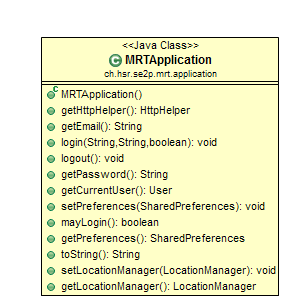 <<Java Class>>
C MRTApplication
ch.hsr.se2p.mrt.application
C MRTApplication()
getHttpHelper(): HttpHelper
getEmail(): String
login(String,String,boolean): void
logout(): void
getPassword(): String
getCurrentUser(): User
setPreferences(SharedPreferences): void
mayLogin(): boolean
getPreferences(): SharedPreferences
toString(): String
setLocationManager(LocationManager): void
getLocationManager(): LocationManager